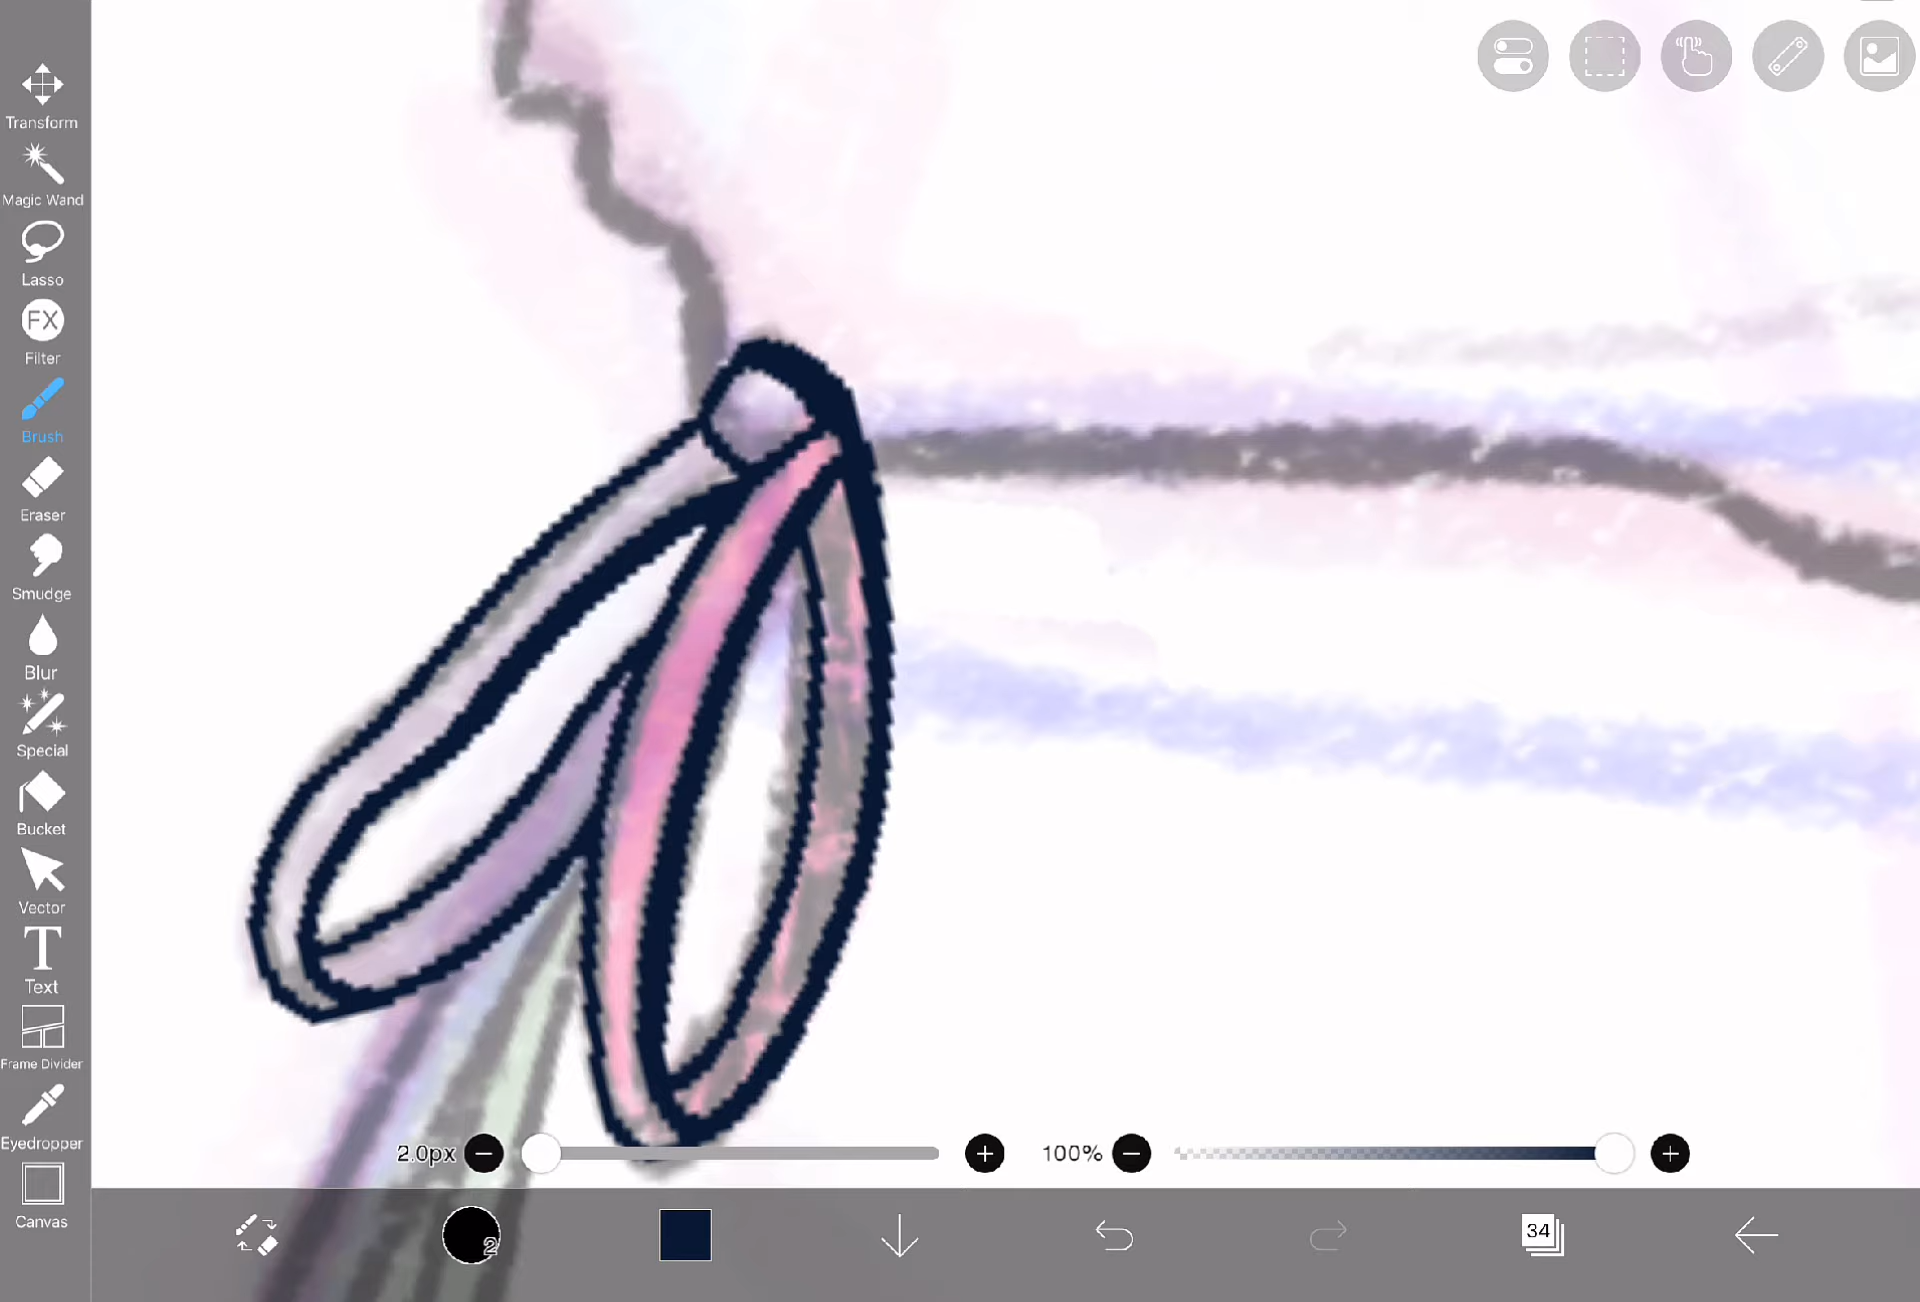 Transform
Magic Wand
Lasso
FX
Filter
Brush
Eraser
Smudge
Blur
Special
Bucket
Vector
T
Text
Frame Divider
Eyedropper
Canvas
2.0px
100%
2
34